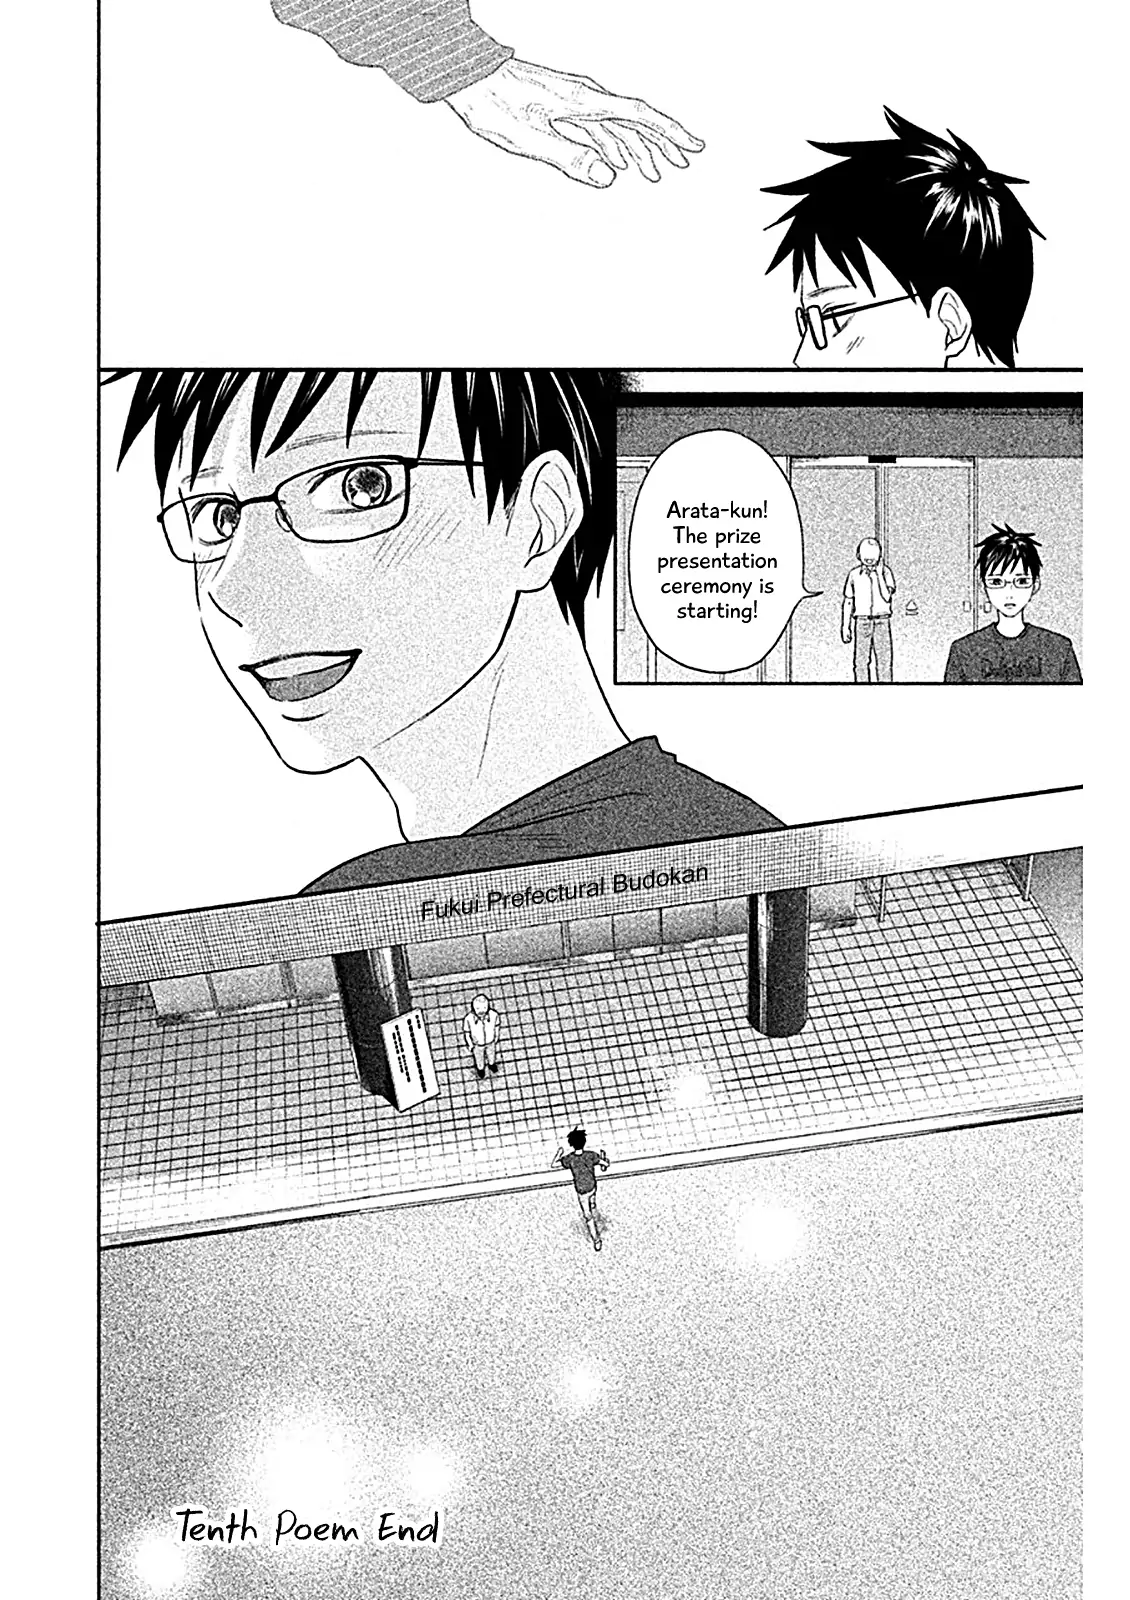 Arata-kun!
The prize
presentation
ceremony is
starting!
Fukui Prefectural Budokan
Tenth Poem End